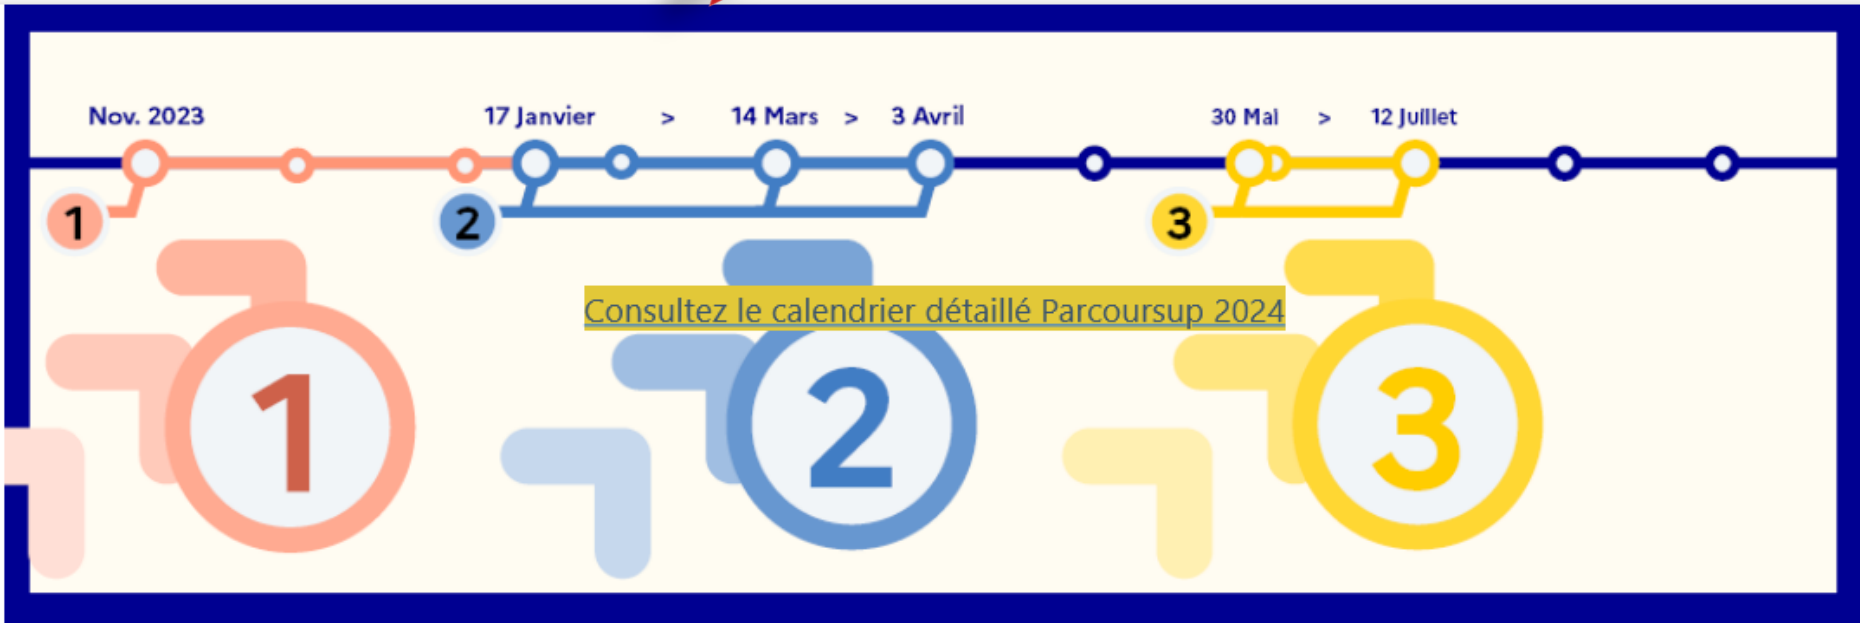 Nov. 2023
17 Janvier > 14 Mars > 3 Avril
30 Mai > 12 Juillet
1
2
3
Consultez le calendrier détaillé Parcoursup 2024
1
2
3